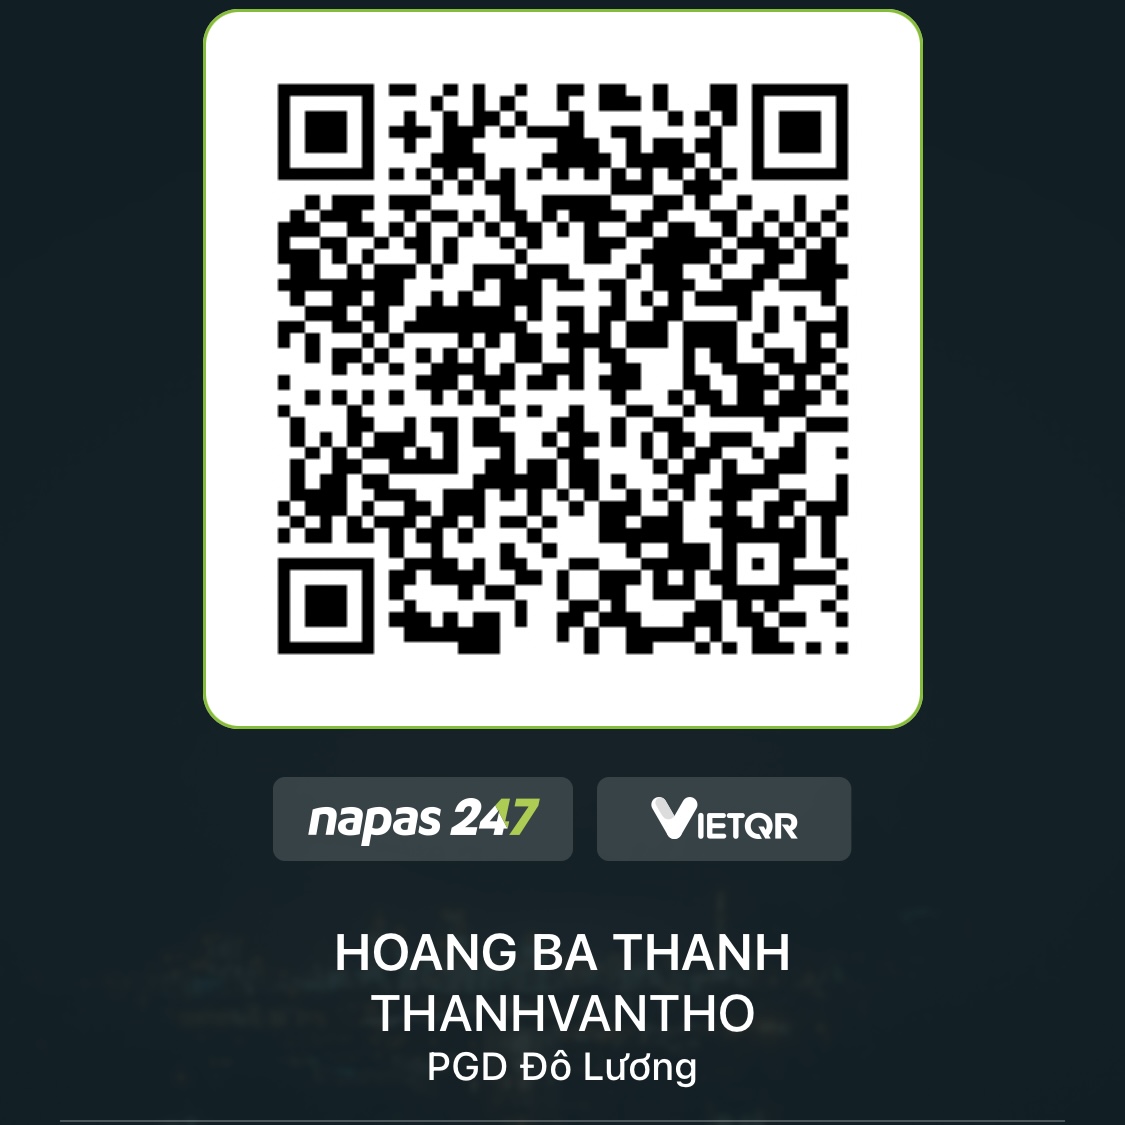 napas 247
VIETQR
HOANG BA THANH
THANHVANTHO
PGD Đô Lương